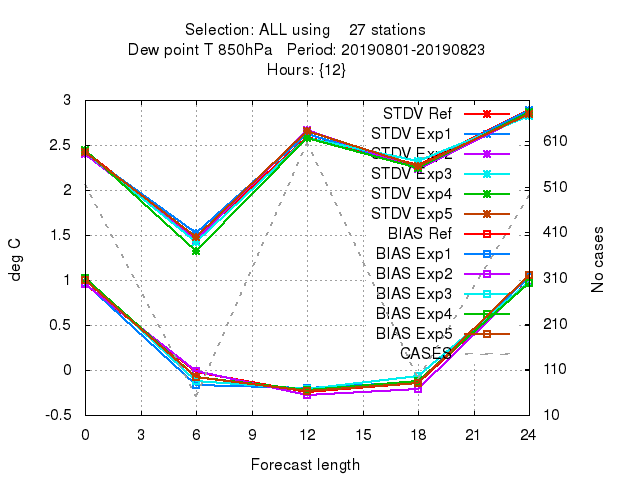 Selection: ALL using    27 stations
Dew point T 850hPa   Period: 20190801-20190823
Hours: {12}
3
2.5
2
1.5
1
0.5
0
-0.5
deg C
STDV Ref
STDV Exp1
STDV Exp2
STDV Exp3
STDV Exp4
STDV Exp5
BIAS Ref
BIAS Exp1
BIAS Exp2
BIAS Exp3
BIAS Exp4
BIAS Exp5
CASES
610
510
410
310
210
110
10
No cases
0 3 6 9 12 15 18 21 24
Forecast length